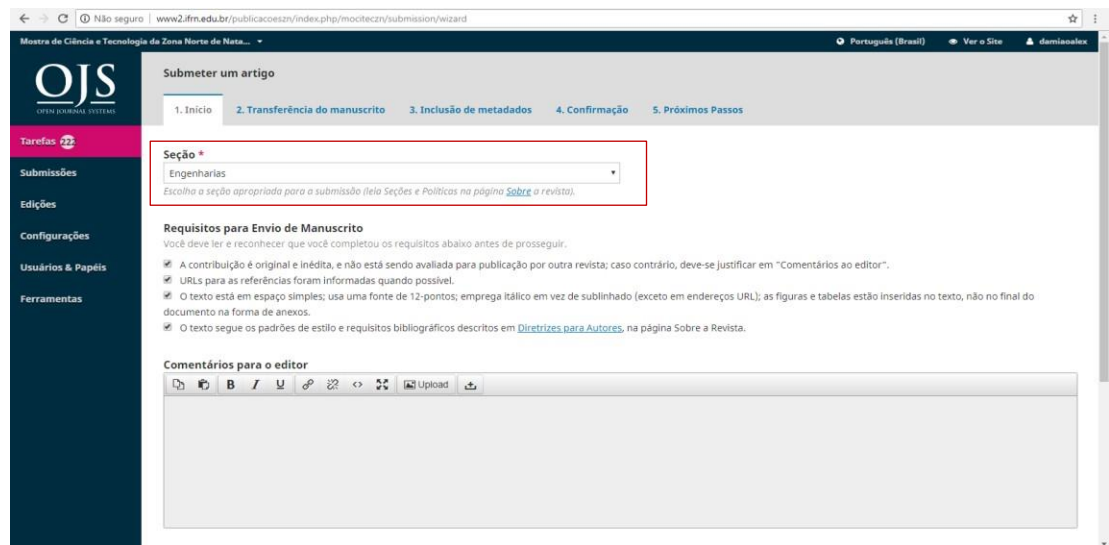 Não seguro | www2.ifrn.edu.br/publicacoeszn/index.php/mociteczn/submission/wizard
Mostra de Ciência e Tecnologia da Zona Norte de Nata...
Português (Brasil) Ver o Site damiaoalex
OJS
OPEN JOURNAL SYSTEMS
Submeter um artigo
1. Início 2. Transferência do manuscrito 3. Inclusão de metadados 4. Confirmação 5. Próximos Passos
Tarefas 222
Submissões
Edições
Configurações
Usuários & Papéis
Ferramentas
Seção *
Engenharias
Escolha a seção apropriada para a submissão (leia Seções e Políticas na página Sobre a revista).
Requisitos para Envio de Manuscrito
Você deve ler e reconhecer que você completou os requisitos abaixo antes de prosseguir.
A contribuição é original e inédita, e não está sendo avaliada para publicação por outra revista; caso contrário, deve-se justificar em "Comentários ao editor".
URLs para as referências foram informadas quando possível.
O texto está em espaço simples; usa uma fonte de 12-pontos; emprega itálico em vez de sublinhado (exceto em endereços URL); as figuras e tabelas estão inseridas no texto, não no final do
documento na forma de anexos.
O texto segue os padrões de estilo e requisitos bibliográficos descritos em Diretrizes para Autores, na página Sobre a Revista.
Comentários para o editor
B I U Upload